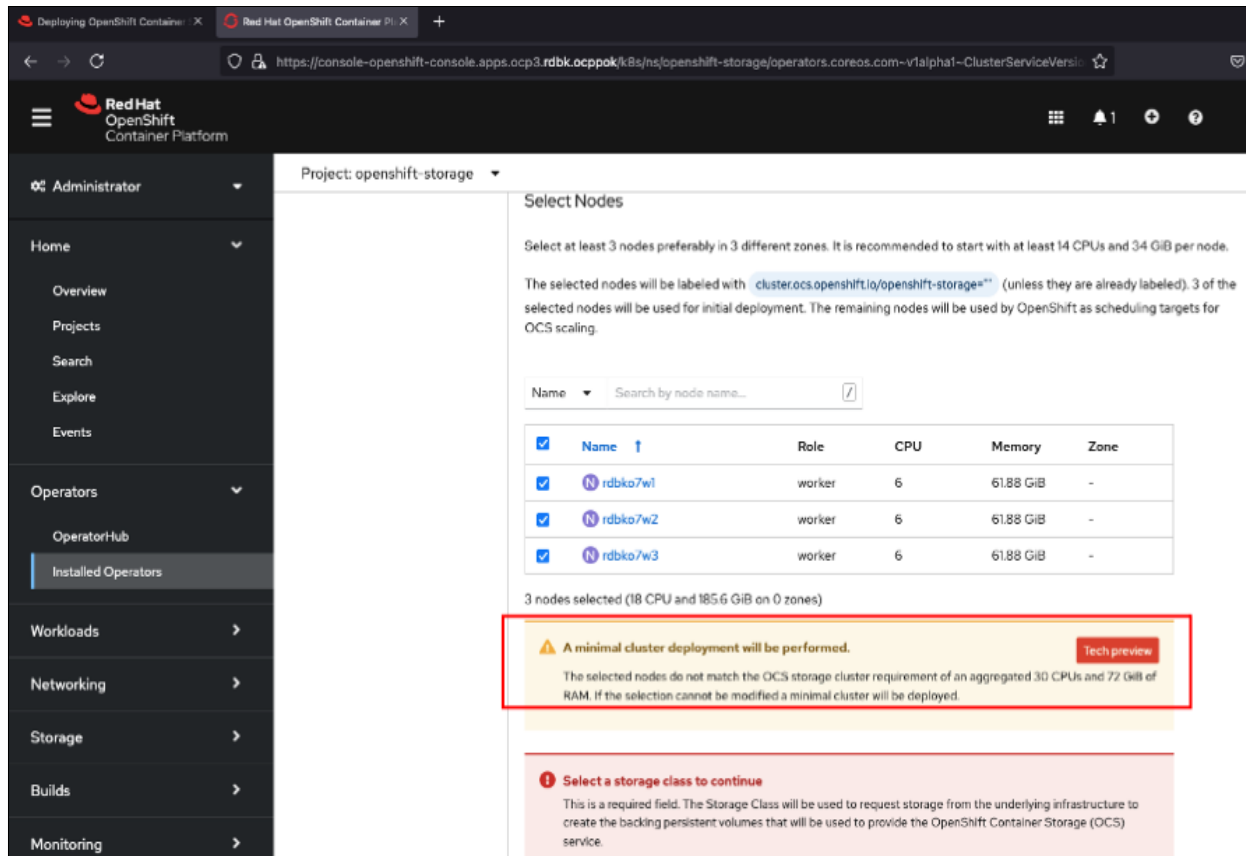 Deploying OpenShift Container
Red Hat OpenShift Container Pl
https://console-openshift-console.apps.ocp3.rdbk.ocppok/k8s/ns/openshift-storage/operators.coreos.com~v1alpha1~ClusterServiceVersio
Red Hat
OpenShift
Container Platform
1
Administrator
Project: openshift-storage
Home
Overview
Projects
Search
Explore
Events
Operators
OperatorHub
Installed Operators
Workloads
Networking
Storage
Builds
Monitoring
Select Nodes
Select at least 3 nodes preferably in 3 different zones. It is recommended to start with at least 14 CPUs and 34 GiB per node.
The selected nodes will be labeled with cluster.ocs.openshift.io/openshift-storage="" (unless they are already labeled). 3 of the
selected nodes will be used for initial deployment. The remaining nodes will be used by OpenShift as scheduling targets for
OCS scaling.
Name Search by node name... /
Name Role CPU Memory Zone
N rdbko7w1 worker 6 61.88 GiB -
N rdbko7w2 worker 6 61.88 GiB -
N rdbko7w3 worker 6 61.88 GiB -
3 nodes selected (18 CPU and 185.6 GiB on 0 zones)
A minimal cluster deployment will be performed. Tech preview
The selected nodes do not match the OCS storage cluster requirement of an aggregated 30 CPUs and 72 GiB of
RAM. If the selection cannot be modified a minimal cluster will be deployed.
Select a storage class to continue
This is a required field. The Storage Class will be used to request storage from the underlying infrastructure to
create the backing persistent volumes that will be used to provide the OpenShift Container Storage (OCS)
service.